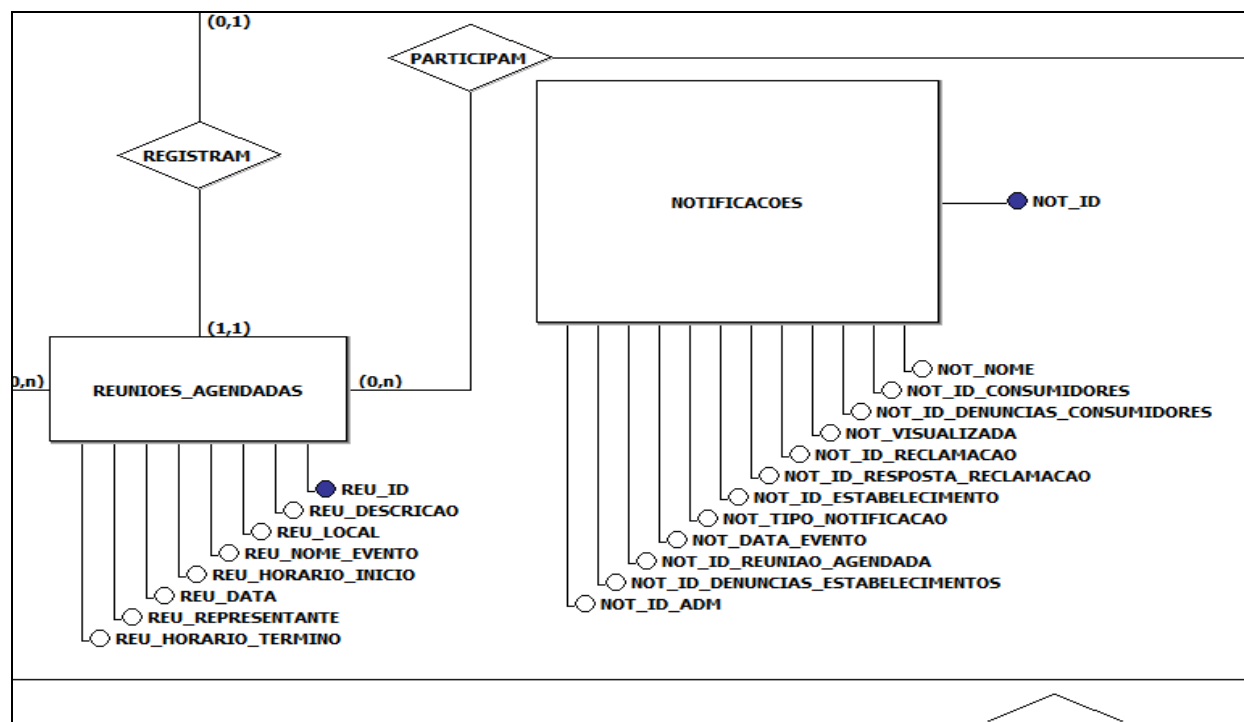 (0,1)
PARTICIPAM
REGISTRAM
NOTIFICACOES
NOT_ID
(1,1)
0,n)
REUNIOES_AGENDADAS
(0,n)
NOT_NOME
NOT_ID_CONSUMIDORES
NOT_ID_DENUNCIAS_CONSUMIDORES
NOT_VISUALIZADA
NOT_ID_RECLAMACAO
NOT_ID_RESPOSTA_RECLAMACAO
NOT_ID_ESTABELECIMENTO
NOT_TIPO_NOTIFICACAO
NOT_DATA_EVENTO
NOT_ID_REUNIAO_AGENDADA
NOT_ID_DENUNCIAS_ESTABELECIMENTOS
NOT_ID_ADM
REU_ID
REU_DESCRICAO
REU_LOCAL
REU_NOME_EVENTO
REU_HORARIO_INICIO
REU_DATA
REU_REPRESENTANTE
REU_HORARIO_TERMINO